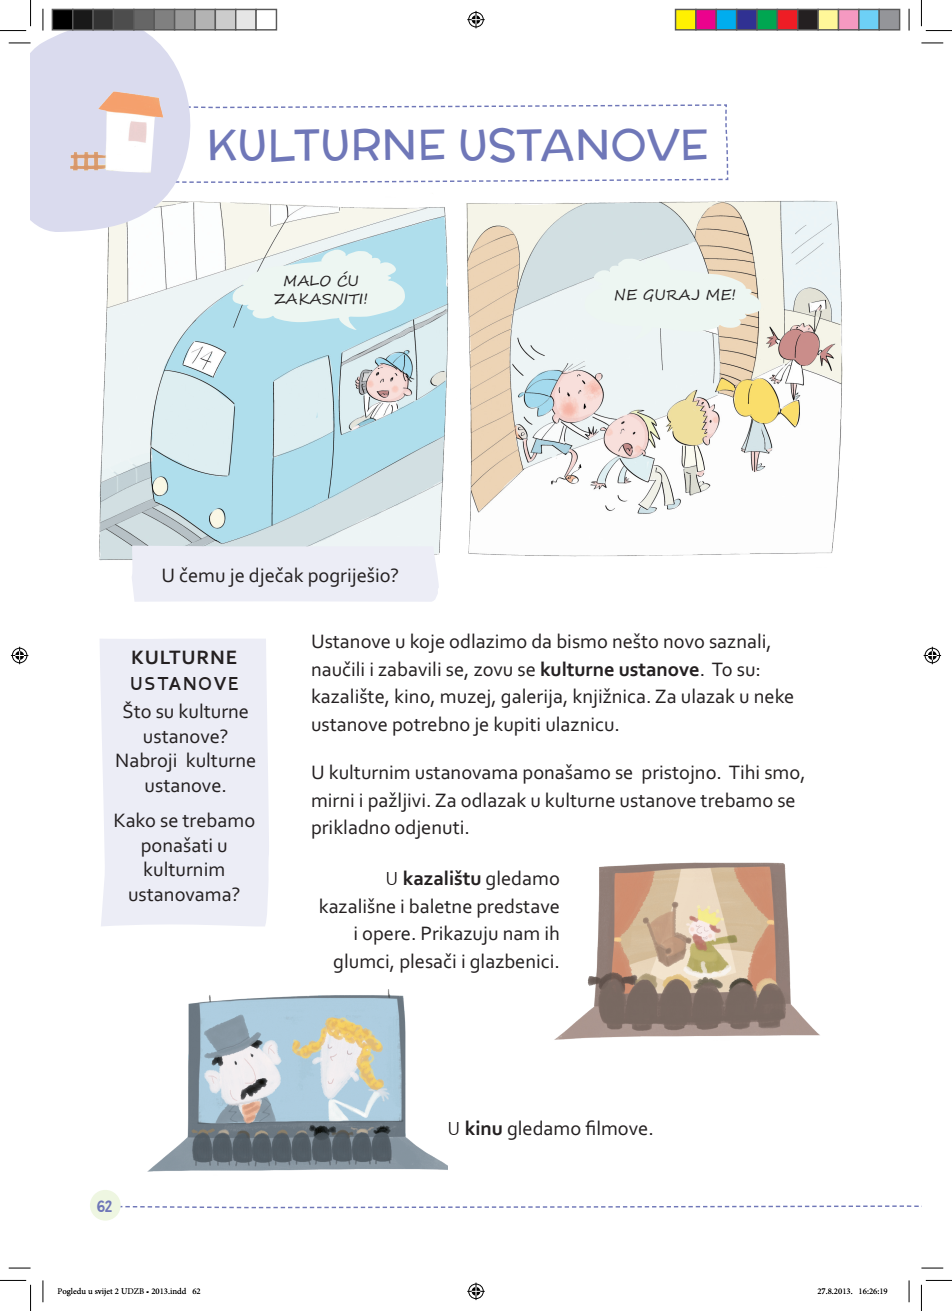 KULTURNE USTANOVE
MALO ĆU
ZAKASNITI!
14
NE GURAJ ME!
U čemu je dječak pogriješio?
KULTURNE
USTANOVE
Što su kulturne
ustanove?
Nabroji kulturne
ustanove.
Kako se trebamo
ponašati u
kulturnim
ustanovama?
Ustanove u koje odlazimo da bismo nešto novo saznali,
naučili i zabavili se, zovu se kulturne ustanove. To su:
kazalište, kino, muzej, galerija, knjižnica. Za ulazak u neke
ustanove potrebno je kupiti ulaznicu.
U kulturnim ustanovama ponašamo se pristojno. Tihi smo,
mirni i pažljivi. Za odlazak u kulturne ustanove trebamo se
prikladno odjenuti.
U kazalištu gledamo
kazališne i baletne predstave
i opere. Prikazuju nam ih
glumci, plesači i glazbenici.
U kinu gledamo filmove.
62
Pogledu u svijet 2 UDZB • 2013.indd 62
27.8.2013. 16:26:19